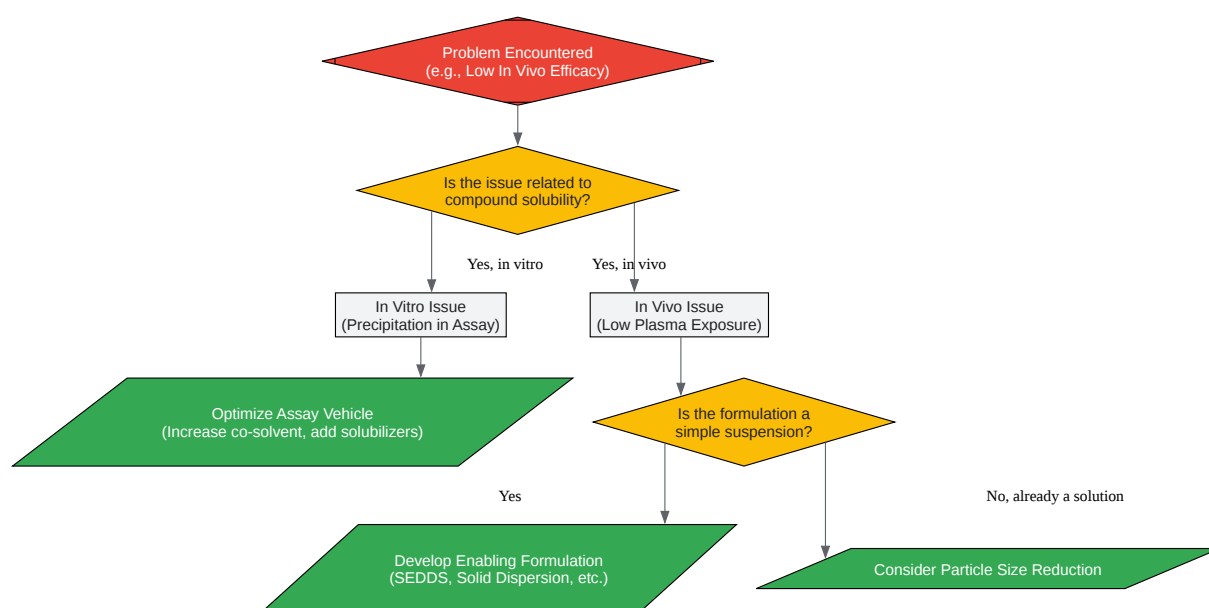 Problem Encountered
(e.g., Low In Vivo Efficacy)
Is the issue related to
compound solubility?
Yes, in vitro
Yes, in vivo
In Vitro Issue
(Precipitation in Assay)
In Vivo Issue
(Low Plasma Exposure)
Optimize Assay Vehicle
(Increase co-solvent, add solubilizers)
Is the formulation a
simple suspension?
Yes
No, already a solution
Develop Enabling Formulation
(SEDDS, Solid Dispersion, etc.)
Consider Particle Size Reduction